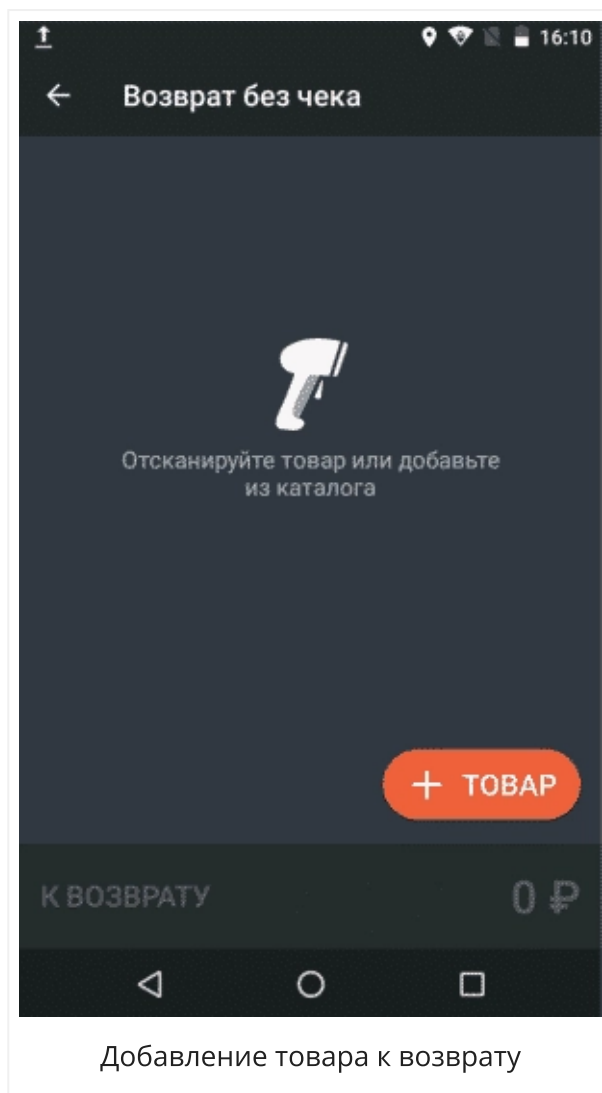 16:10
Возврат без чека
Отсканируйте товар или добавьте
из каталога
+ ТОВАР
К ВОЗВРАТУ
0 ₽
Добавление товара к возврату